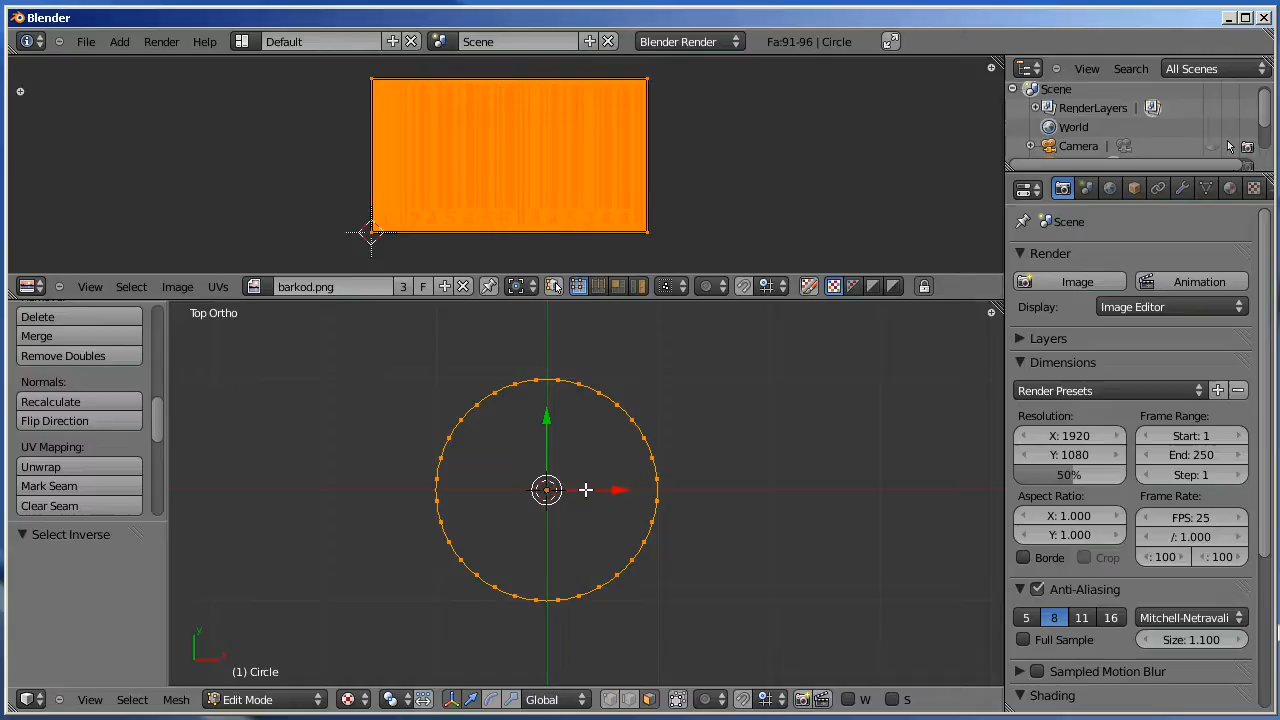 Blender
File Add Render Help Default Scene Blender Render Fa:91-96 | Circle
View Search All Scenes
Scene
RenderLayers
World
Camera
Scene
Render
Image Animation
Display: Image Editor
Layers
Dimensions
Render Presets
Resolution: Frame Range:
X: 1920 Start: 1
Y: 1080 End: 250
50% Step: 1
Aspect Ratio: Frame Rate:
X: 1.000 FPS: 25
Y: 1.000 /: 1.000
Borde Crop : 100 : 100
Anti-Aliasing
5 8 11 16 Mitchell-Netravali
Full Sample Size: 1.100
Sampled Motion Blur
Shading
View Select Image UVs barkod.png 3 F
Delete
Merge
Remove Doubles
Normals:
Recalculate
Flip Direction
UV Mapping:
Unwrap
Mark Seam
Clear Seam
Select Inverse
Top Ortho
y
x
(1) Circle
View Select Mesh Edit Mode Global W S